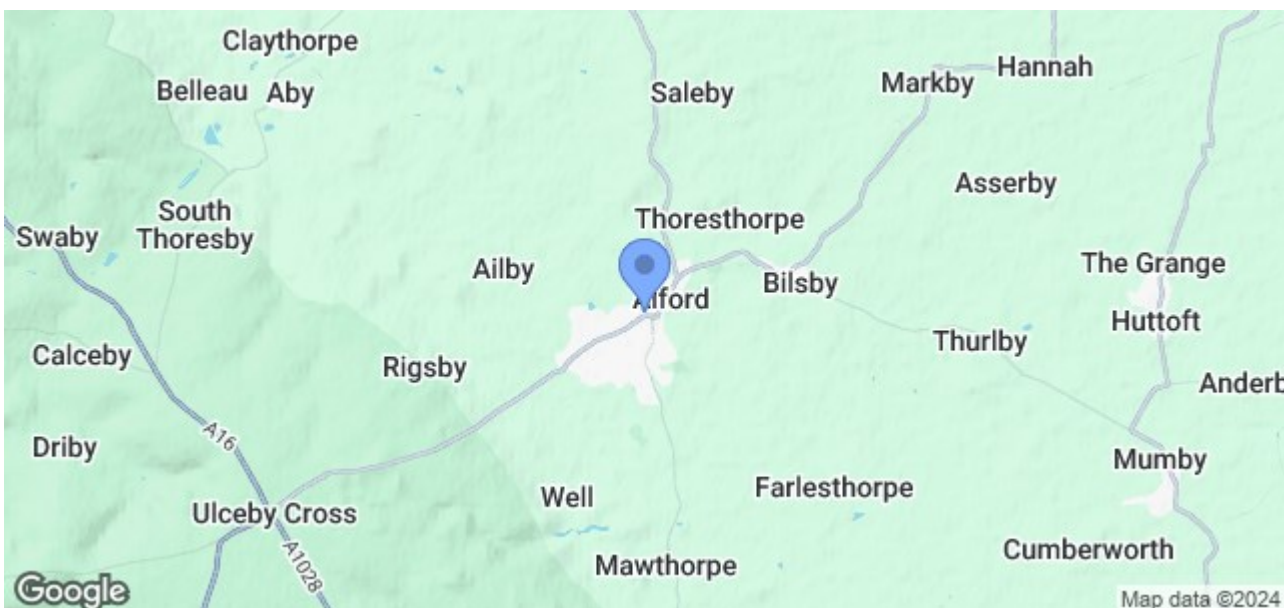 Claythorpe
Belleau
Aby
Saleby
Markby
Hannah
Asserby
South
Thoresby
Swaby
Thoresthorpe
Ailby
Alford
Bilsby
The Grange
Huttoft
Thurlby
Calceby
Rigsby
Anderb
A16
Driby
Mumby
Well
Farlesthorpe
Ulceby Cross
A1028
Mawthorpe
Cumberworth
Google
Map data ©2024